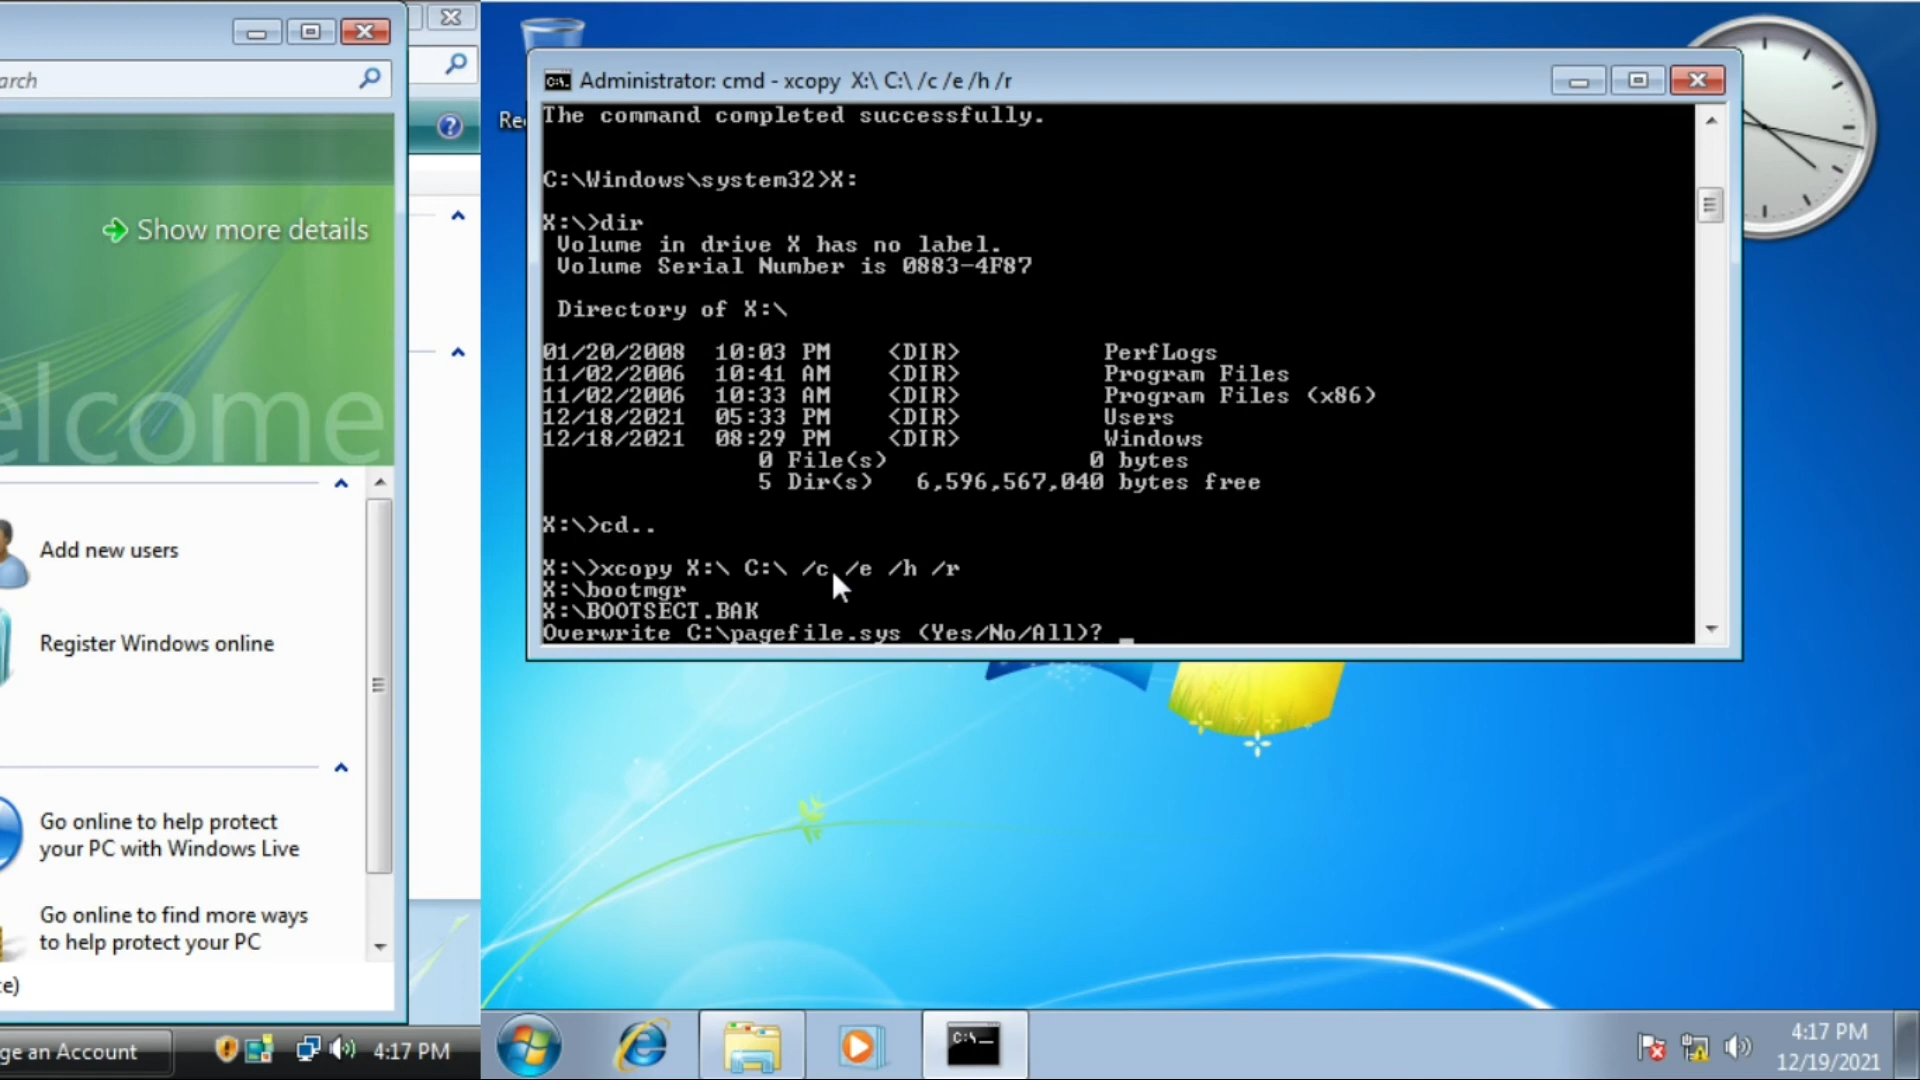 arch
Show more details
elcome
Add new users
Register Windows online
Go online to help protect
your PC with Windows Live
Go online to find more ways
to help protect your PC
te)
ge an Account
4:17 PM
Re
Administrator: cmd - xcopy  X:\ C:\ /c /e /h /r
The command completed successfully.
C:\Windows\system32>X:
X:\>dir
Volume in drive X has no label.
Volume Serial Number is 0883-4F87
Directory of X:\
01/20/2008  10:03 PM    <DIR>          PerfLogs
11/02/2006  10:41 AM    <DIR>          Program Files
11/02/2006  10:33 AM    <DIR>          Program Files (x86)
12/18/2021  05:33 PM    <DIR>          Users
12/18/2021  08:29 PM    <DIR>          Windows
0 File(s)              0 bytes
5 Dir(s)   6,596,567,040 bytes free
X:\>cd..
X:\>xcopy X:\ C:\ /c /e /h /r
X:\bootmgr
X:\BOOTSECT.BAK
Overwrite C:\pagefile.sys (Yes/No/All)? _
C:\_
4:17 PM
12/19/2021